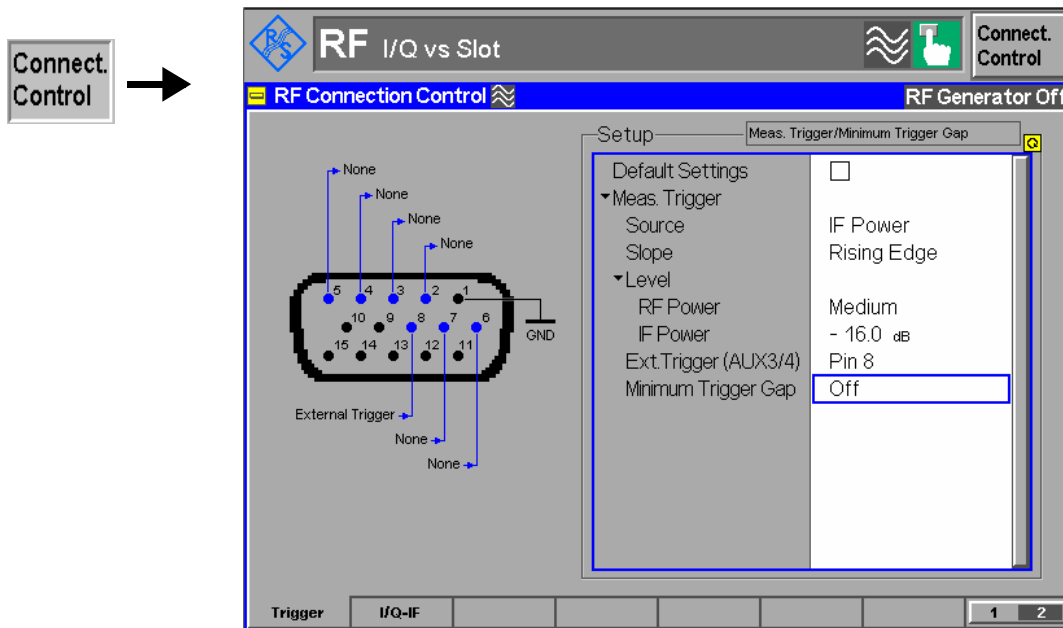 Connect.
Control
R S
RF I/Q vs Slot
Connect.
Control
RF Connection Control
RF Generator Off
Setup
Meas. Trigger/Minimum Trigger Gap
Default Settings
Meas. Trigger
Source IF Power
Slope Rising Edge
Level
RF Power Medium
IF Power - 16.0 dB
Ext.Trigger (AUX3/4) Pin 8
Minimum Trigger Gap Off
None
None
None
None
5 4 3 2 1
10 9 8 7 6
15 14 13 12 11
GND
External Trigger
None
None
Trigger I/Q-IF 1 2